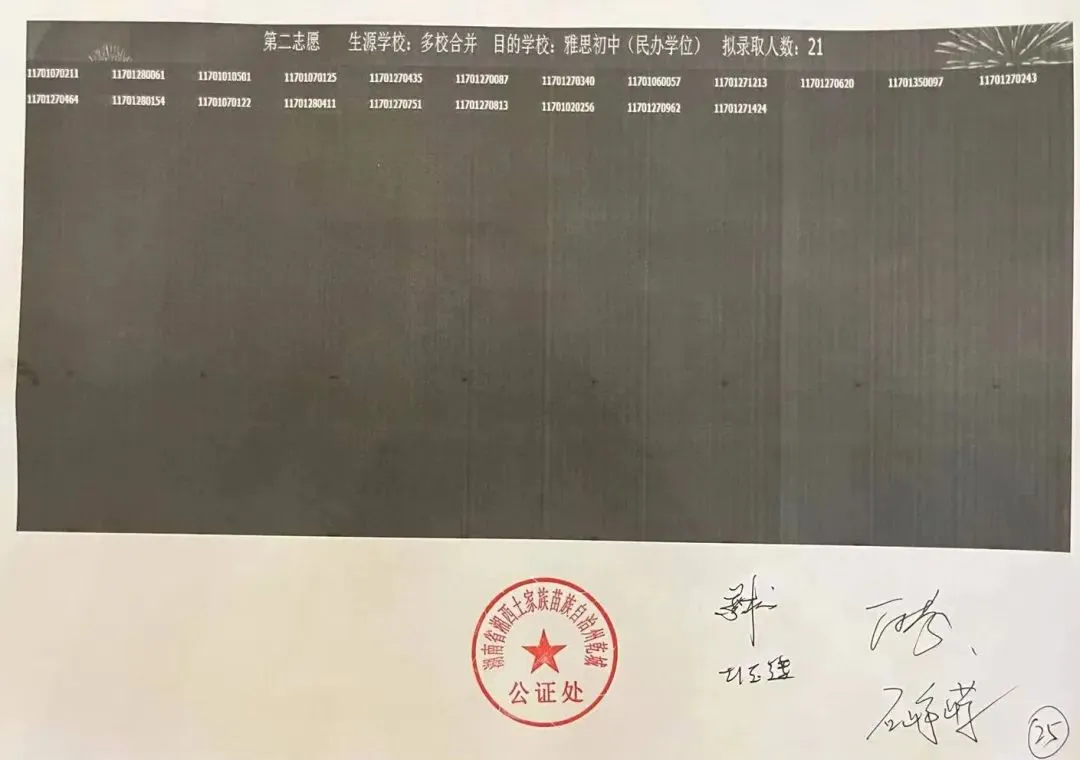 第二志愿 生源学校：多校合并 目的学校：雅思初中（民办学位） 拟录取人数：21
11701070211 11701280061 11701010501 11701070125 11701270435 11701270087 11701270340 11701060057 11701271213 11701270620 11701350097 11701270243
11701270464 11701280154 11701070122 11701280411 11701270751 11701270813 11701020256 11701270962 11701271424
湖南省湘西土家族苗族自治州乾城
公证处
25